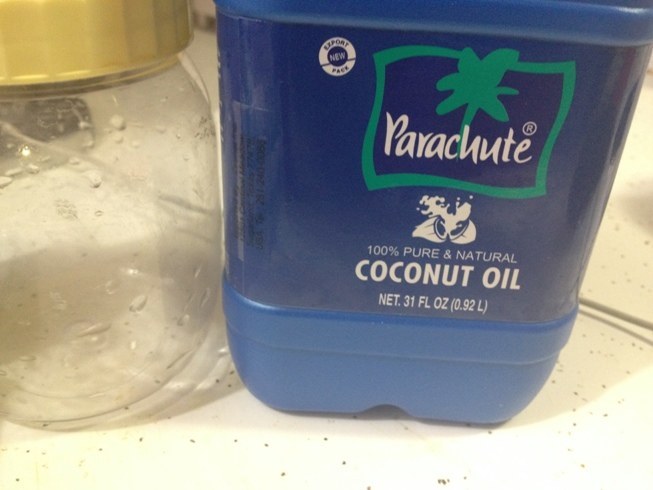 EXPORT
NEW
PACK
Parachute®
100% PURE & NATURAL
COCONUT OIL
NET. 31 FL OZ (0.92 L)